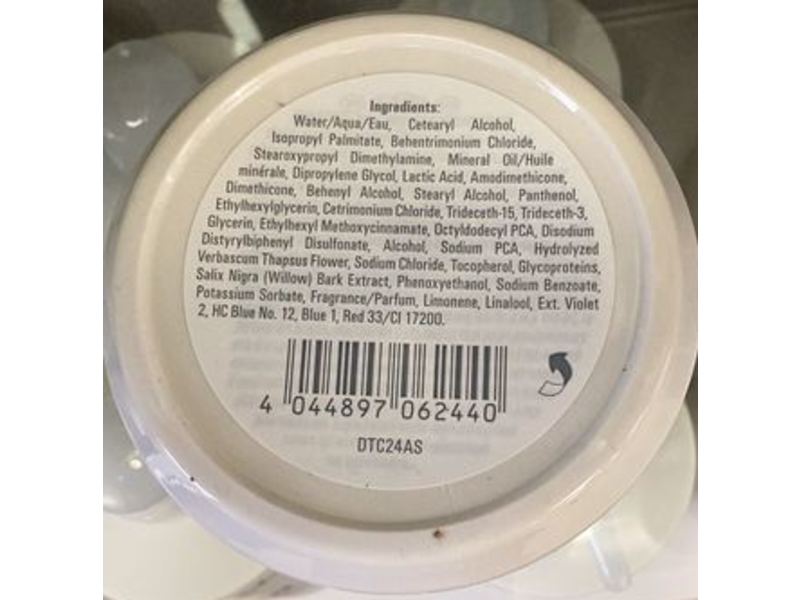 Ingredients:
Water/Aqua/Eau, Cetearyl Alcohol,
Isopropyl Palmitate, Behentrimonium Chloride,
Stearoxypropyl Dimethylamine, Mineral Oil/Huile
minérale, Dipropylene Glycol, Lactic Acid, Amodimethicone,
Dimethicone, Behenyl Alcohol, Stearyl Alcohol, Panthenol,
Ethylhexylglycerin, Cetrimonium Chloride, Trideceth-15, Trideceth-3,
Glycerin, Ethylhexyl Methoxycinnamate, Octyldodecyl PCA, Disodium
Distyrylbiphenyl Disulfonate, Alcohol, Sodium PCA, Hydrolyzed
Verbascum Thapsus Flower, Sodium Chloride, Tocopherol, Glycoproteins,
Salix Nigra (Willow) Bark Extract, Phenoxyethanol, Sodium Benzoate,
Potassium Sorbate, Fragrance/Parfum, Limonene, Linalool, Ext. Violet
2, HC Blue No. 12, Blue 1, Red 33/CI 17200.
4 044897 062440
DTC24AS